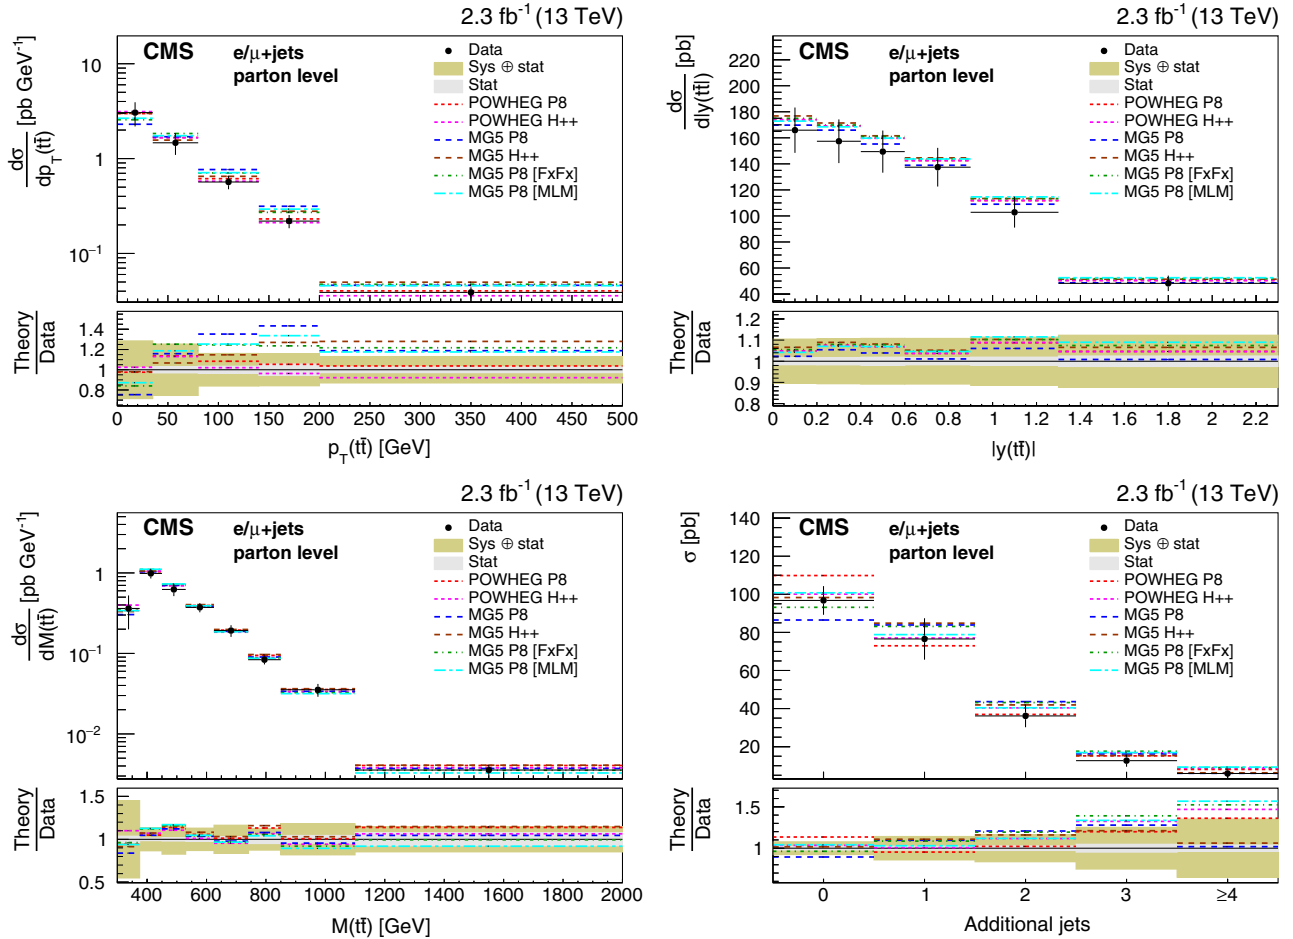 2.3 fb⁻¹ (13 TeV)
CMS
e/μ+jets
parton level
Data
Sys ⊕ stat
Stat
POWHEG P8
POWHEG H++
MG5 P8
MG5 H++
MG5 P8 [FxFx]
MG5 P8 [MLM]
dσ/dp_T(tt̄) [pb GeV⁻¹]
10
1
10⁻¹
Theory/Data
1.4
1.2
1
0.8
0 50 100 150 200 250 300 350 400 450 500
p_T(tt̄) [GeV]
2.3 fb⁻¹ (13 TeV)
CMS
e/μ+jets
parton level
Data
Sys ⊕ stat
Stat
POWHEG P8
POWHEG H++
MG5 P8
MG5 H++
MG5 P8 [FxFx]
MG5 P8 [MLM]
dσ/d|y(tt̄)| [pb]
220
200
180
160
140
120
100
80
60
40
Theory/Data
1.2
1.1
1
0.9
0.8
0 0.2 0.4 0.6 0.8 1 1.2 1.4 1.6 1.8 2 2.2
|y(tt̄)|
2.3 fb⁻¹ (13 TeV)
CMS
e/μ+jets
parton level
Data
Sys ⊕ stat
Stat
POWHEG P8
POWHEG H++
MG5 P8
MG5 H++
MG5 P8 [FxFx]
MG5 P8 [MLM]
dσ/dM(tt̄) [pb GeV⁻¹]
1
10⁻¹
10⁻²
Theory/Data
1.5
1
0.5
400 600 800 1000 1200 1400 1600 1800 2000
M(tt̄) [GeV]
2.3 fb⁻¹ (13 TeV)
CMS
e/μ+jets
parton level
Data
Sys ⊕ stat
Stat
POWHEG P8
POWHEG H++
MG5 P8
MG5 H++
MG5 P8 [FxFx]
MG5 P8 [MLM]
σ [pb]
140
120
100
80
60
40
20
Theory/Data
1.5
1
0 1 2 3 ≥4
Additional jets